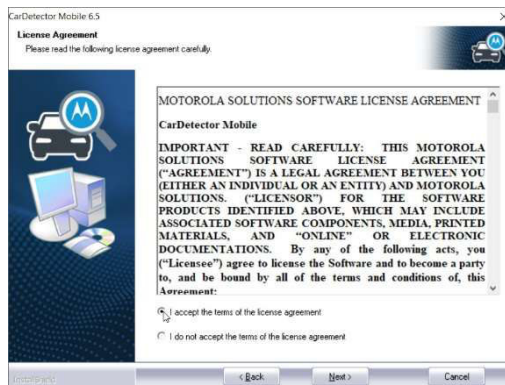 CarDetector Mobile 6.5
License Agreement
Please read the following license agreement carefully.
MOTOROLA SOLUTIONS SOFTWARE LICENSE AGREEMENT
CarDetector Mobile
IMPORTANT - READ CAREFULLY: THIS MOTOROLA
SOLUTIONS SOFTWARE LICENSE AGREEMENT
(“AGREEMENT”) IS A LEGAL AGREEMENT BETWEEN YOU
(EITHER AN INDIVIDUAL OR AN ENTITY) AND MOTOROLA
SOLUTIONS. (“LICENSOR”) FOR THE SOFTWARE
PRODUCTS IDENTIFIED ABOVE, WHICH MAY INCLUDE
ASSOCIATED SOFTWARE COMPONENTS, MEDIA, PRINTED
MATERIALS, AND “ONLINE” OR ELECTRONIC
DOCUMENTATIONS. By any of the following acts, you
(“Licensee”) agree to license the Software and to become a party
to, and be bound by all of the terms and conditions of, this
Agreement:
I accept the terms of the license agreement
I do not accept the terms of the license agreement
InstallShield
< Back Next > Cancel